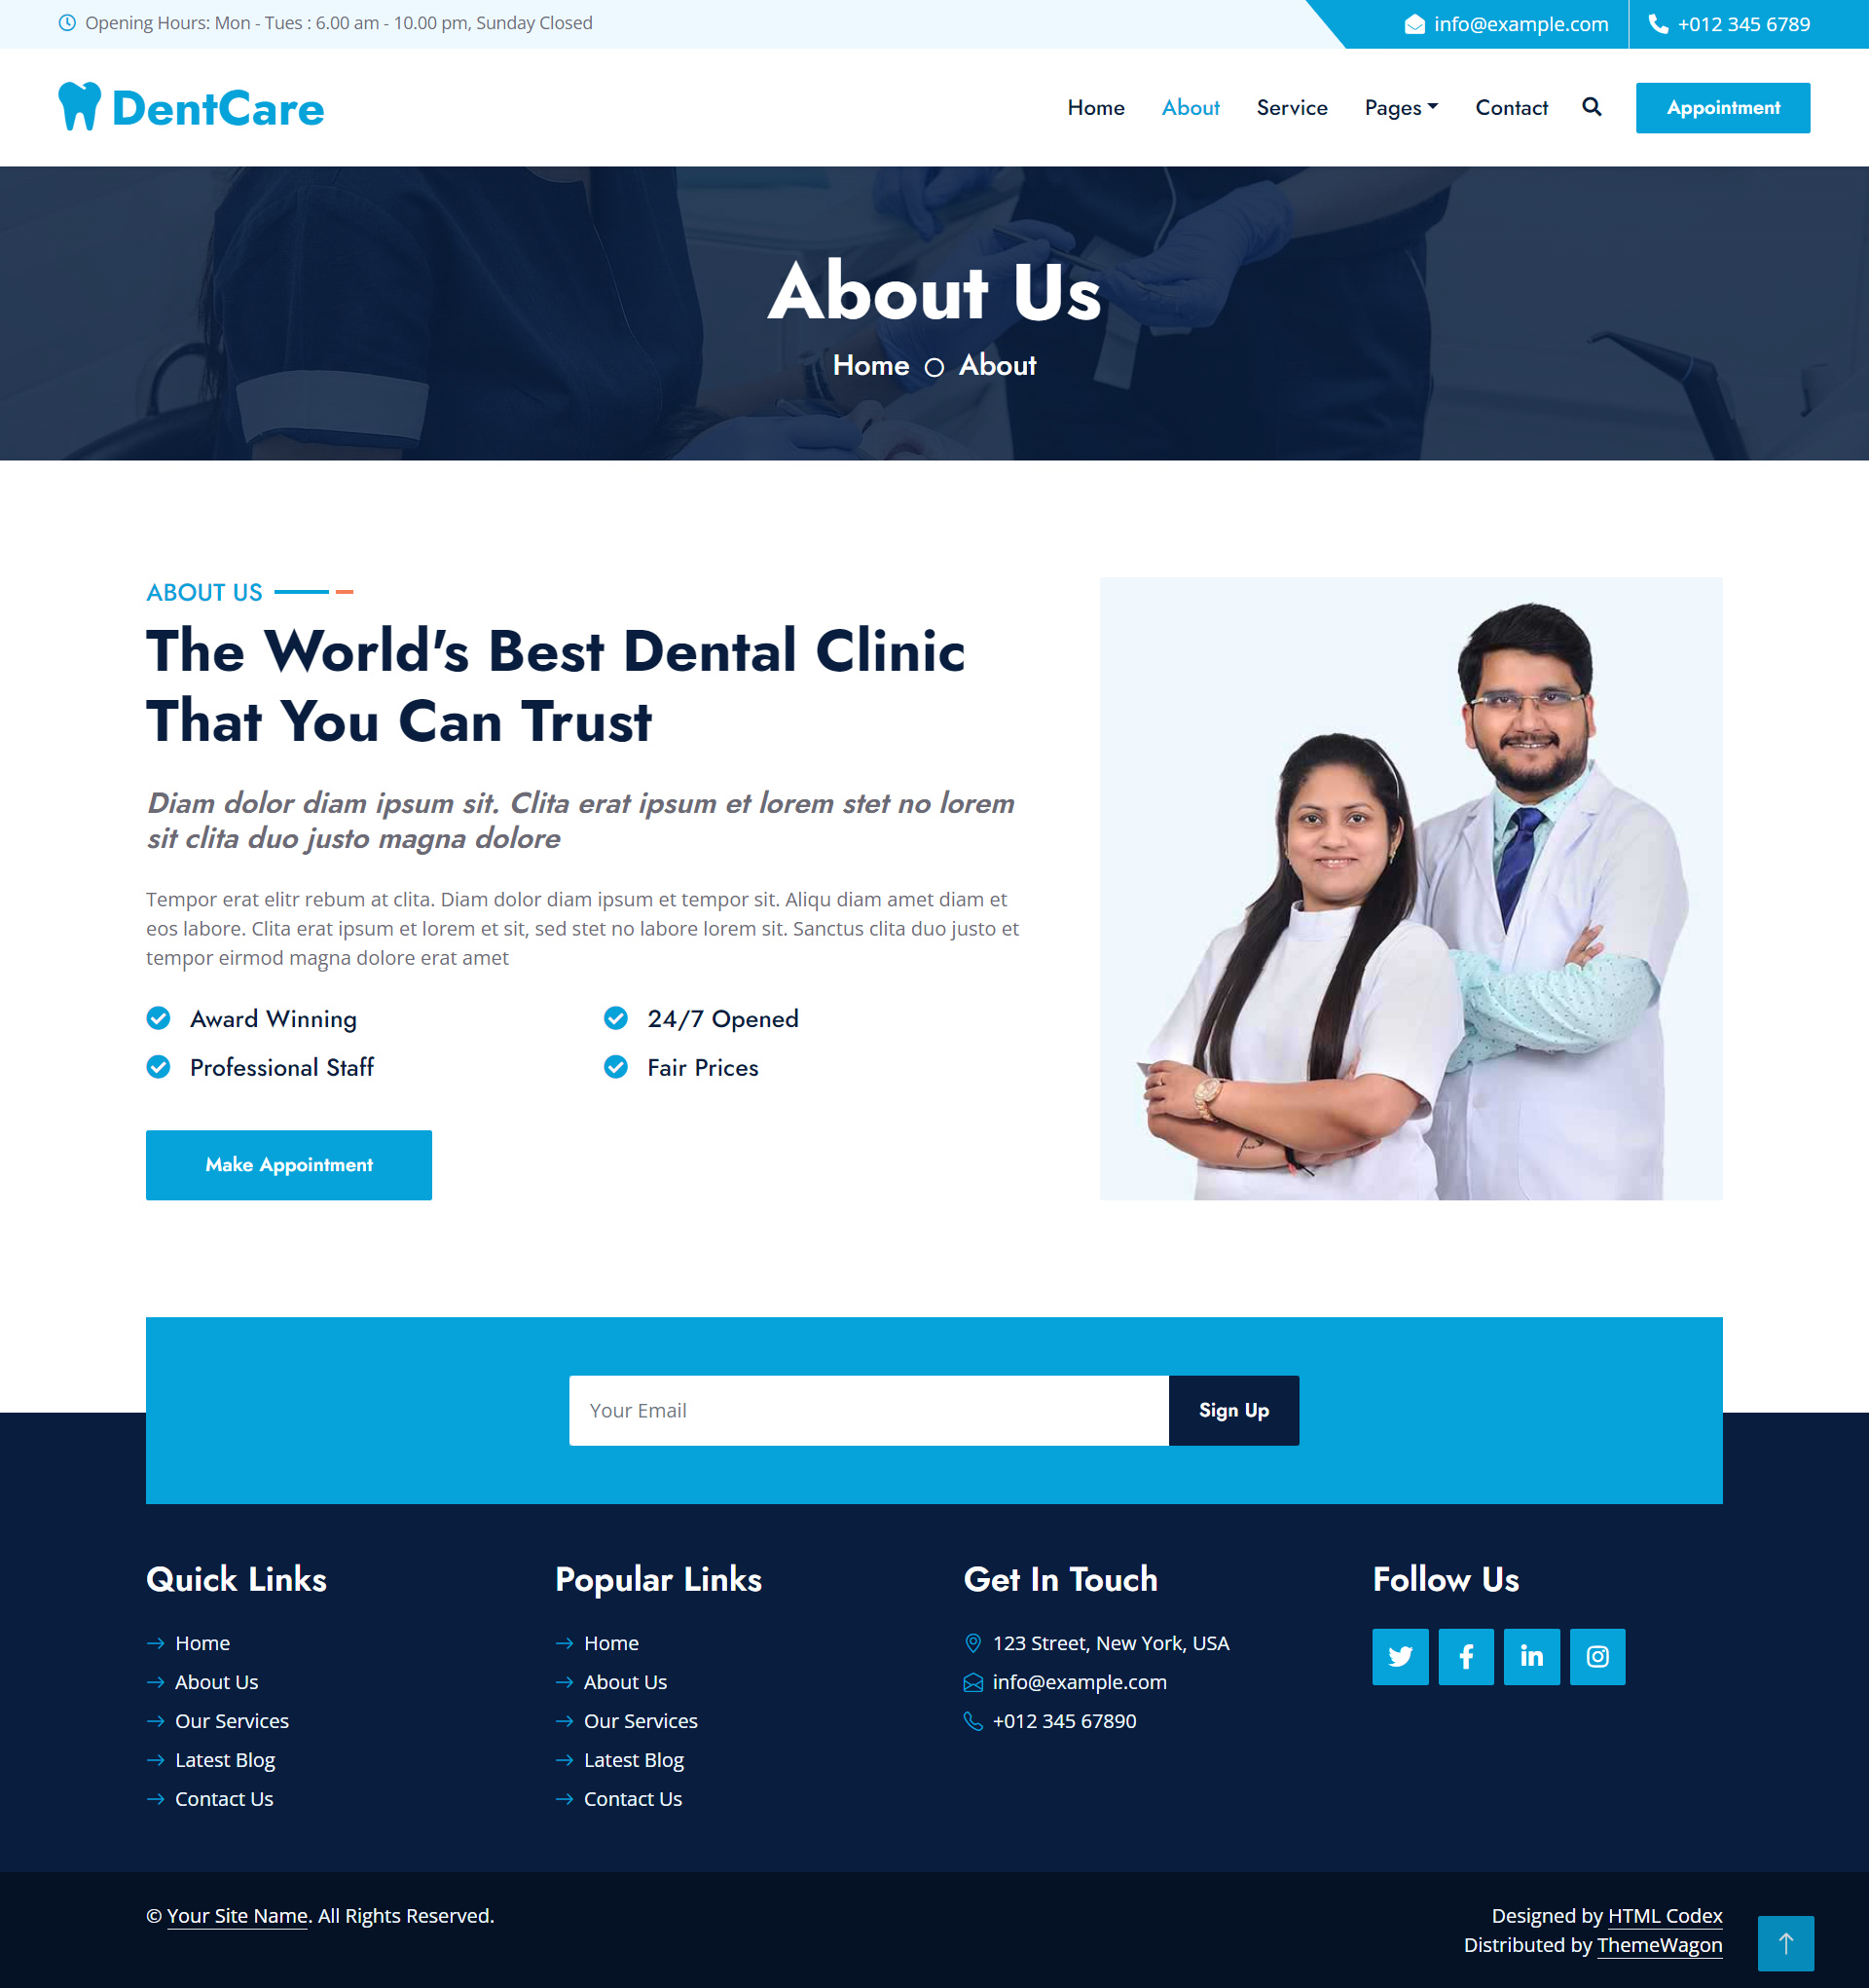 Opening Hours: Mon - Tues : 6.00 am - 10.00 pm, Sunday Closed
info@example.com
+012 345 6789
DentCare
Home
About
Service
Pages
Contact
Appointment
About Us
Home
About
ABOUT US
The World's Best Dental Clinic
That You Can Trust
Diam dolor diam ipsum sit. Clita erat ipsum et lorem stet no lorem
sit clita duo justo magna dolore
Tempor erat elitr rebum at clita. Diam dolor diam ipsum et tempor sit. Aliqu diam amet diam et
eos labore. Clita erat ipsum et lorem et sit, sed stet no labore lorem sit. Sanctus clita duo justo et
tempor eirmod magna dolore erat amet
Award Winning
Professional Staff
24/7 Opened
Fair Prices
Make Appointment
Your Email
Sign Up
Quick Links
Home
About Us
Our Services
Latest Blog
Contact Us
Popular Links
Home
About Us
Our Services
Latest Blog
Contact Us
Get In Touch
123 Street, New York, USA
info@example.com
+012 345 67890
Follow Us
© Your Site Name. All Rights Reserved.
Designed by HTML Codex
Distributed by ThemeWagon